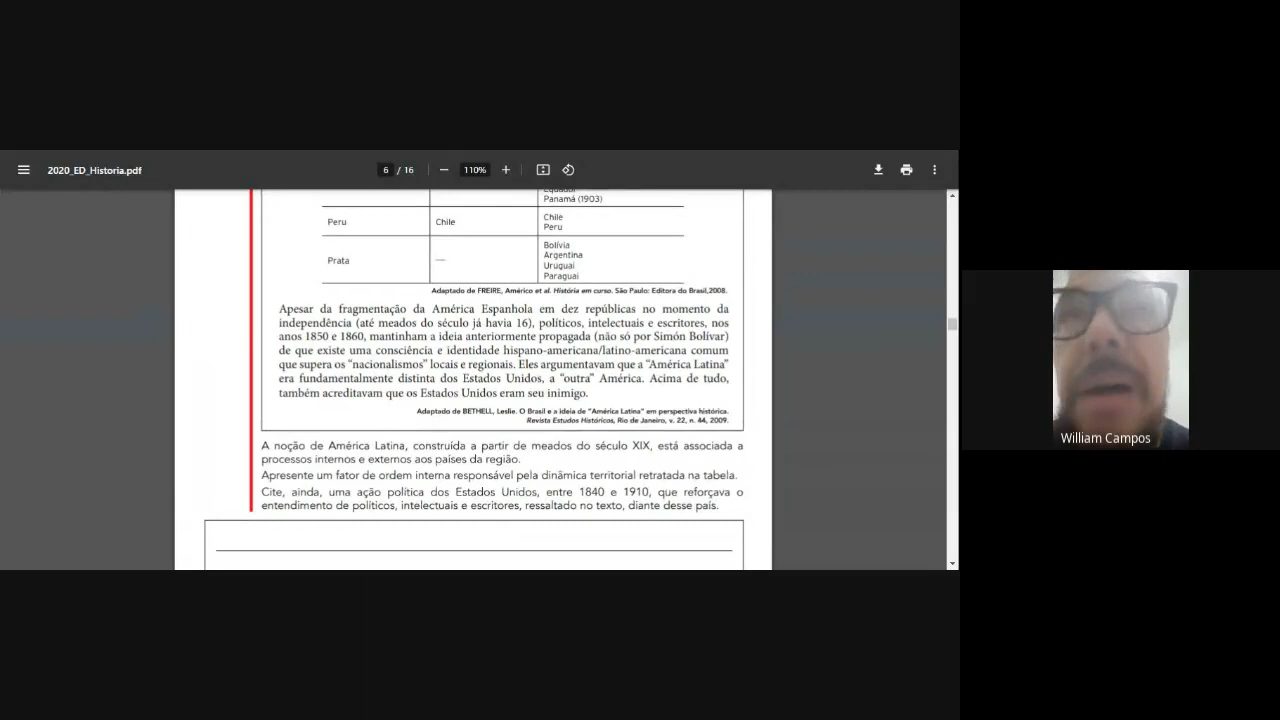 2020_ED_Historia.pdf
6 / 16
110%
Equador
Panamá (1903)
Peru
Chile
Chile
Peru
Prata
—
Bolívia
Argentina
Uruguai
Paraguai
Adaptado de FREIRE, Américo et al. História em curso. São Paulo: Editora do Brasil,2008.
Apesar da fragmentação da América Espanhola em dez repúblicas no momento da
independência (até meados do século já havia 16), políticos, intelectuais e escritores, nos
anos 1850 e 1860, mantinham a ideia anteriormente propagada (não só por Simón Bolívar)
de que existe uma consciência e identidade hispano-americana/latino-americana comum
que supera os “nacionalismos” locais e regionais. Eles argumentavam que a “América Latina”
era fundamentalmente distinta dos Estados Unidos, a “outra” América. Acima de tudo,
também acreditavam que os Estados Unidos eram seu inimigo.
Adaptado de BETHELL, Leslie. O Brasil e a ideia de “América Latina” em perspectiva histórica.
Revista Estudos Históricos, Rio de Janeiro, v. 22, n. 44, 2009.
A noção de América Latina, construída a partir de meados do século XIX, está associada a
processos internos e externos aos países da região.
Apresente um fator de ordem interna responsável pela dinâmica territorial retratada na tabela.
Cite, ainda, uma ação política dos Estados Unidos, entre 1840 e 1910, que reforçava o
entendimento de políticos, intelectuais e escritores, ressaltado no texto, diante desse país.
William Campos